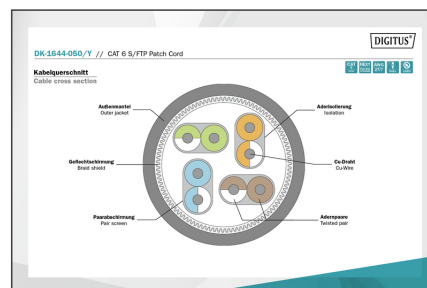 DIGITUS®
DK-1644-050/Y // CAT 6 S/FTP Patch Cord
Kabelquerschnitt
Cable cross section
Außenmantel
Outer jacket
Aderisolierung
Isolation
Geflechtschirmung
Braid shield
Cu-Draht
Cu-Wire
Paarabschirmung
Pair screen
Adernpaare
Twisted pair